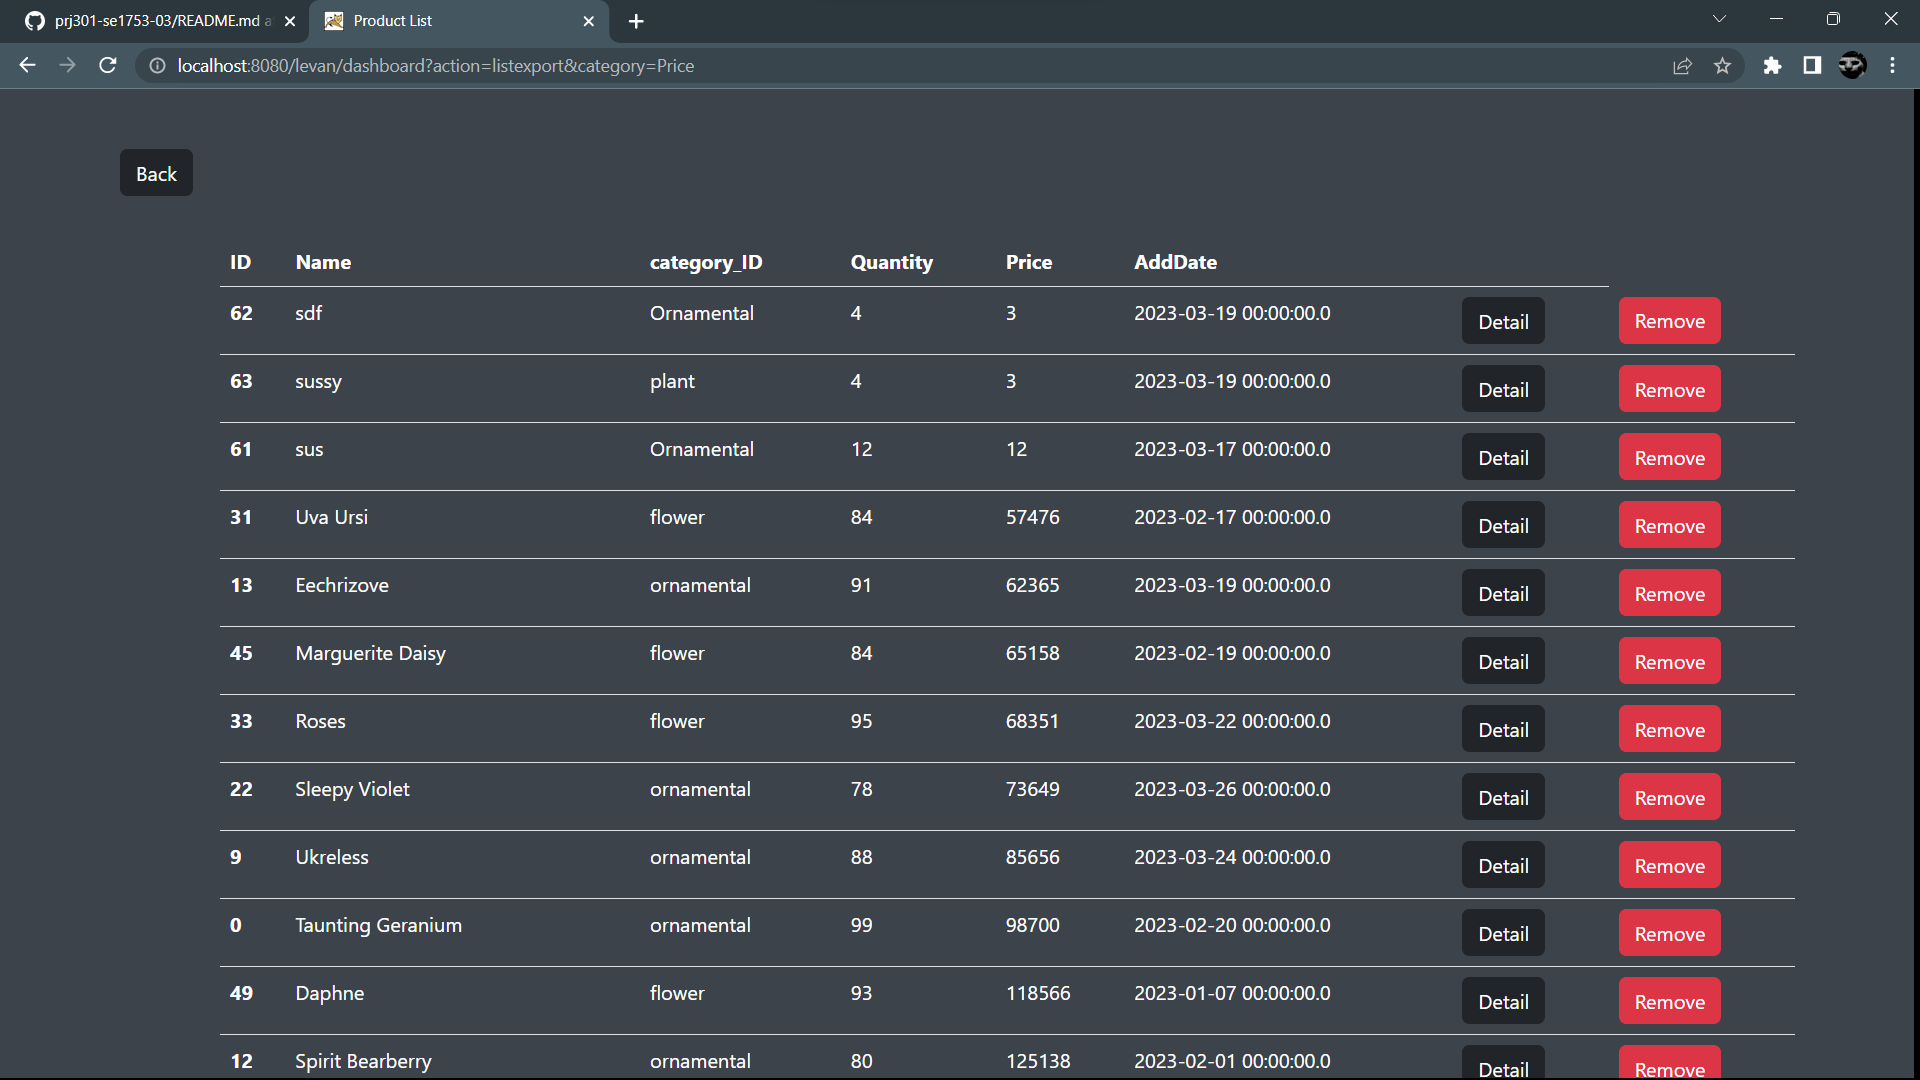 prj301-se1753-03/README.md a
Product List
localhost:8080/levan/dashboard?action=listexport&category=Price
Back
ID Name category_ID Quantity Price AddDate
62 sdf Ornamental 4 3 2023-03-19 00:00:00.0 Detail Remove
63 sussy plant 4 3 2023-03-19 00:00:00.0 Detail Remove
61 sus Ornamental 12 12 2023-03-17 00:00:00.0 Detail Remove
31 Uva Ursi flower 84 57476 2023-02-17 00:00:00.0 Detail Remove
13 Eechrizove ornamental 91 62365 2023-03-19 00:00:00.0 Detail Remove
45 Marguerite Daisy flower 84 65158 2023-02-19 00:00:00.0 Detail Remove
33 Roses flower 95 68351 2023-03-22 00:00:00.0 Detail Remove
22 Sleepy Violet ornamental 78 73649 2023-03-26 00:00:00.0 Detail Remove
9 Ukreless ornamental 88 85656 2023-03-24 00:00:00.0 Detail Remove
0 Taunting Geranium ornamental 99 98700 2023-02-20 00:00:00.0 Detail Remove
49 Daphne flower 93 118566 2023-01-07 00:00:00.0 Detail Remove
12 Spirit Bearberry ornamental 80 125138 2023-02-01 00:00:00.0 Detail Remove